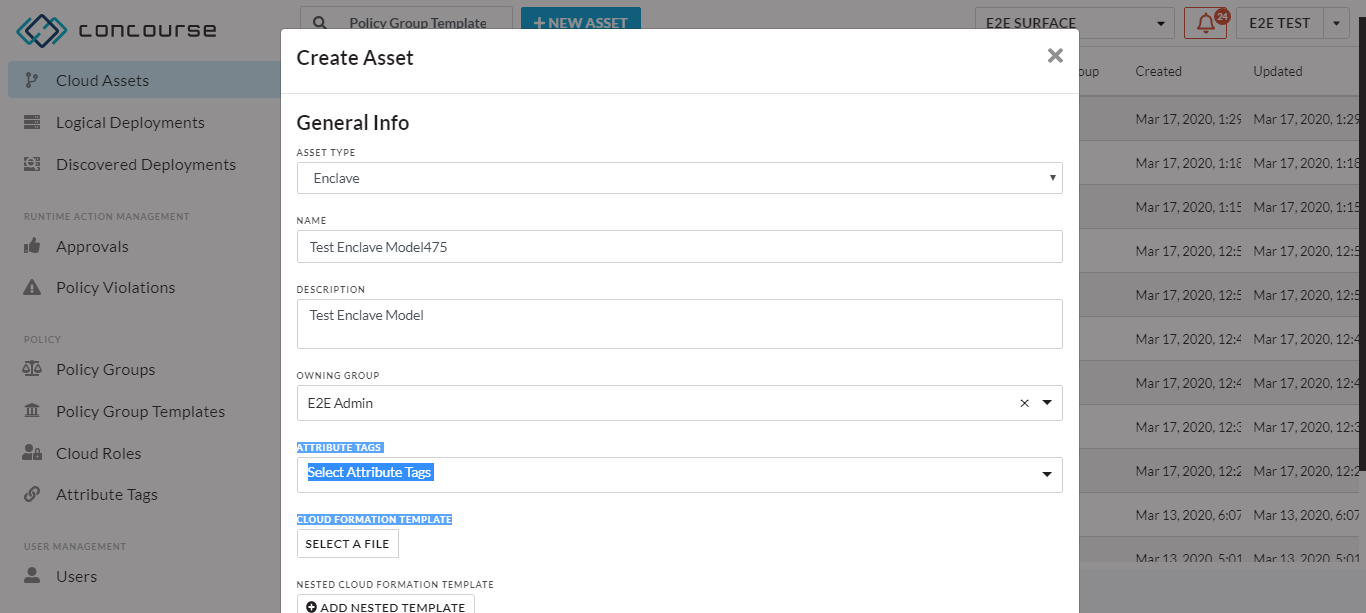 concourse
Policy Group Template
+ NEW ASSET
E2E SURFACE
24
E2E TEST
Cloud Assets
Logical Deployments
Discovered Deployments
RUNTIME ACTION MANAGEMENT
Approvals
Policy Violations
POLICY
Policy Groups
Policy Group Templates
Cloud Roles
Attribute Tags
USER MANAGEMENT
Users
Create Asset
General Info
ASSET TYPE
Enclave
NAME
Test Enclave Model475
DESCRIPTION
Test Enclave Model
OWNING GROUP
E2E Admin
ATTRIBUTE TAGS
Select Attribute Tags
CLOUD FORMATION TEMPLATE
SELECT A FILE
NESTED CLOUD FORMATION TEMPLATE
ADD NESTED TEMPLATE
oup Created Updated
Mar 17, 2020, 1:29 Mar 17, 2020, 1:29
Mar 17, 2020, 1:18 Mar 17, 2020, 1:18
Mar 17, 2020, 1:15 Mar 17, 2020, 1:15
Mar 17, 2020, 12:5 Mar 17, 2020, 12:5
Mar 17, 2020, 12:5 Mar 17, 2020, 12:5
Mar 17, 2020, 12:4 Mar 17, 2020, 12:4
Mar 17, 2020, 12:4 Mar 17, 2020, 12:4
Mar 17, 2020, 12:3 Mar 17, 2020, 12:3
Mar 17, 2020, 12:2 Mar 17, 2020, 12:2
Mar 13, 2020, 6:07 Mar 13, 2020, 6:07
Mar 13, 2020, 5:01 Mar 13, 2020, 5:01